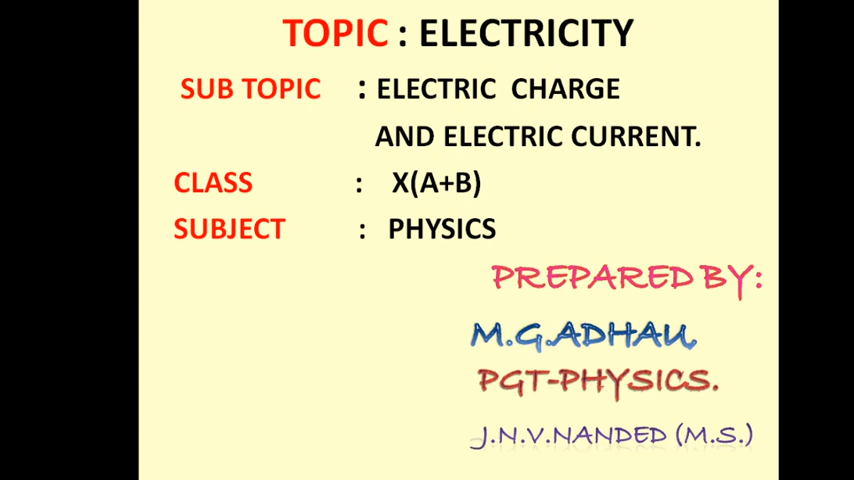 TOPIC : ELECTRICITY
SUB TOPIC : ELECTRIC CHARGE
AND ELECTRIC CURRENT.
CLASS : X(A+B)
SUBJECT : PHYSICS
PREPARED BY:
M.G.ADHAU,
PGT-PHYSICS.
J.N.V.NANDED (M.S.)